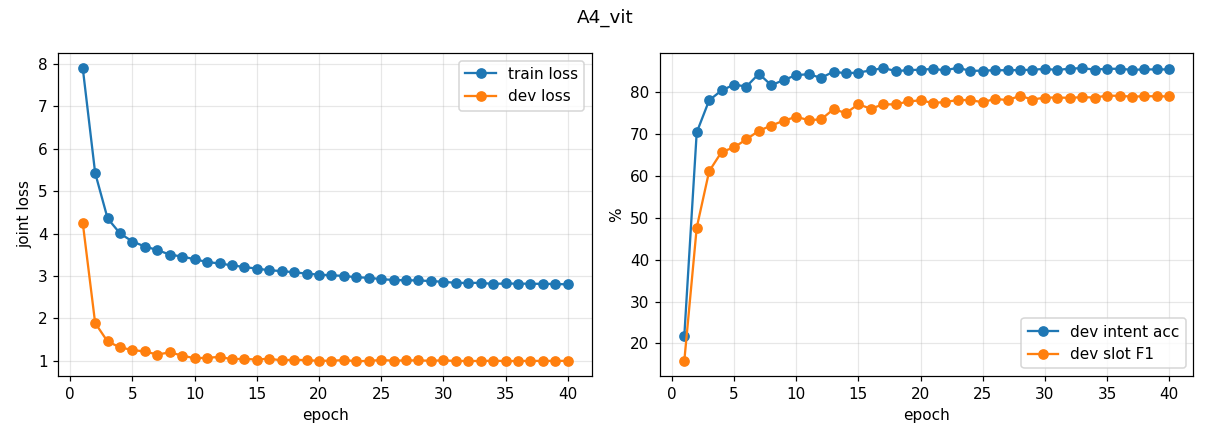 A4_vit
8
7
6
5
4
3
2
1
joint loss
0 5 10 15 20 25 30 35 40
epoch
train loss
dev loss
80
70
60
50
40
30
20
%
0 5 10 15 20 25 30 35 40
epoch
dev intent acc
dev slot F1